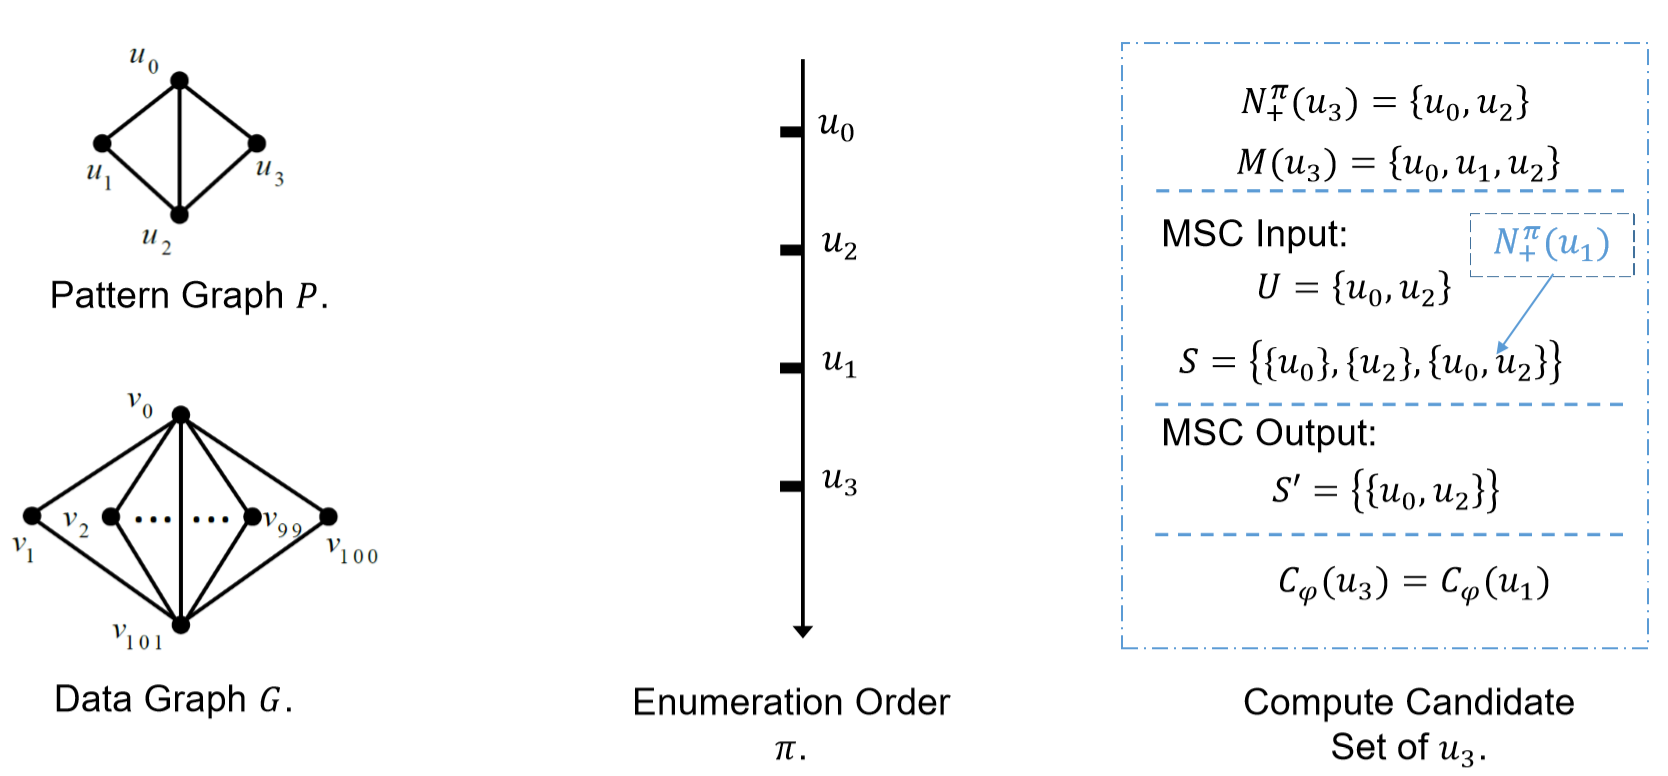 u0
u1
u3
u2
Pattern Graph P.
v0
v1
v2
... ...
v99
v100
v101
Data Graph G.
u0
u2
u1
u3
Enumeration Order
π.
N₊^π(u₃) = {u₀, u₂}
M(u₃) = {u₀, u₁, u₂}
MSC Input:
N₊^π(u₁)
U = {u₀, u₂}
S = {{u₀}, {u₂}, {u₀, u₂}}
MSC Output:
S′ = {{u₀, u₂}}
C_φ(u₃) = C_φ(u₁)
Compute Candidate
Set of u₃.